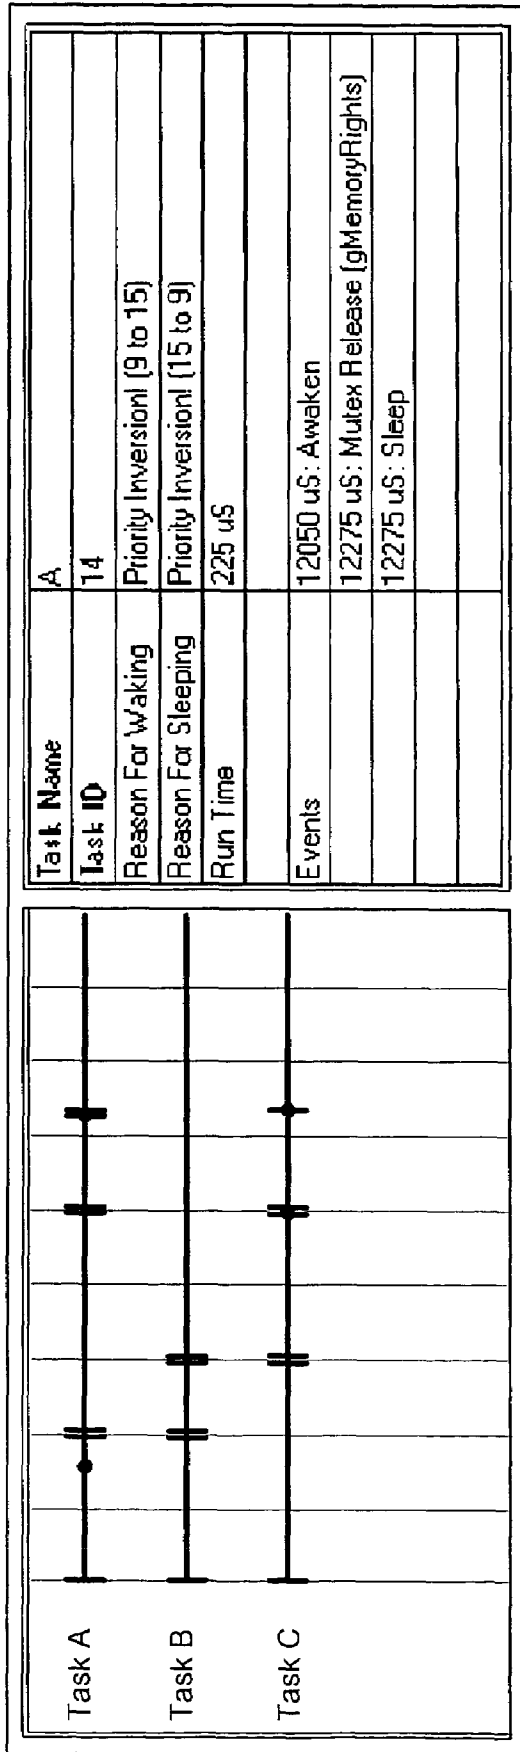 Task A
Task B
Task C
Task Name A
Task ID 14
Reason For Waking Priority Inversion! (9 to 15)
Reason For Sleeping Priority Inversion! (15 to 9)
Run Time 225 uS
Events 12050 uS: Awaken
12275 uS: Mutex Release (gMemoryRights)
12275 uS: Sleep